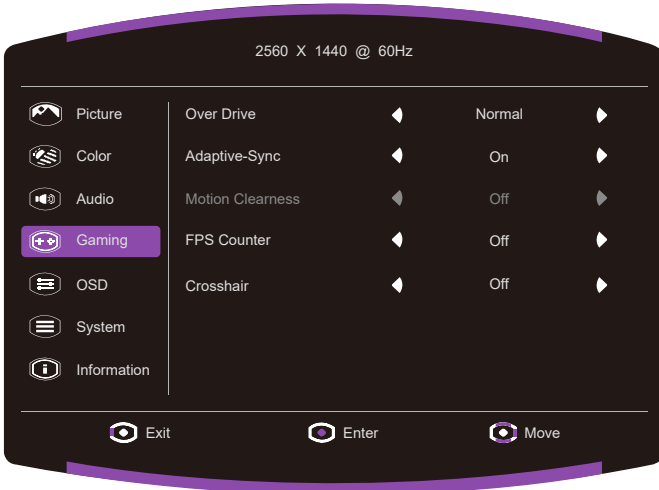 2560 X 1440 @ 60Hz
Picture
Over Drive Normal
Color
Adaptive-Sync On
Audio
Motion Clearness Off
Gaming
FPS Counter Off
OSD
Crosshair Off
System
Information
Exit Enter Move